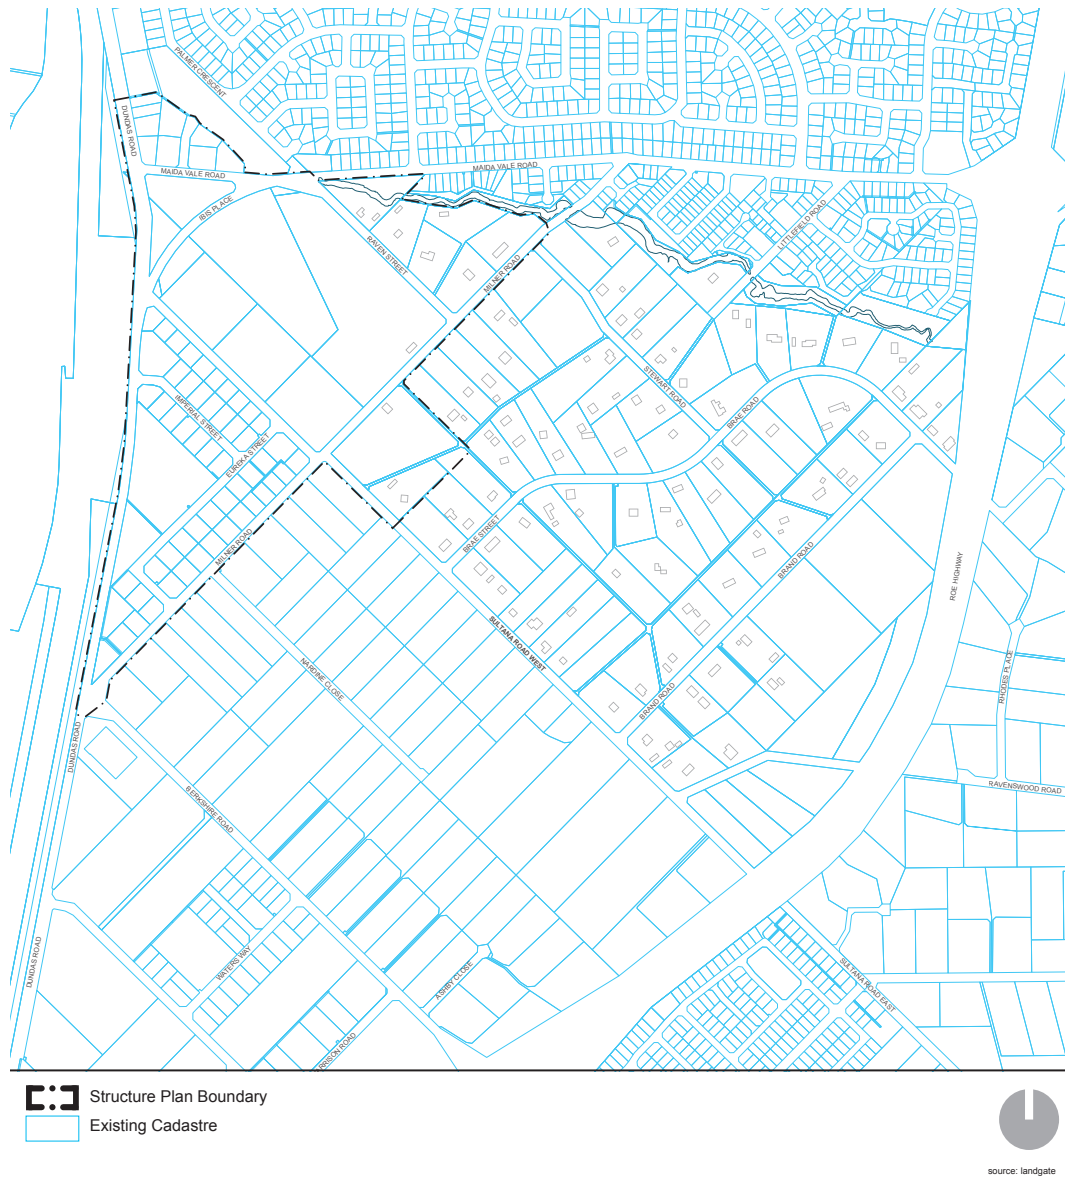 PALMER CRESCENT
DUNDAS ROAD
MAIDA VALE ROAD
MAIDA VALE ROAD
IBIS PLACE
RAVEN STREET
MILNER ROAD
LITTLEFIELD ROAD
STEWART ROAD
BRAE ROAD
IMPERIAL STREET
EUREKA STREET
MILNER ROAD
BRAE STREET
BRAND ROAD
ROE HIGHWAY
SULTANA ROAD WEST
NARDINE CLOSE
BRAND ROAD
RHODES PLACE
DUNDAS ROAD
RAVENSWOOD ROAD
BERKSHIRE ROAD
WATERS WAY
ASHBY CLOSE
DUNDAS ROAD
SULTANA ROAD EAST
RRISON ROAD
Structure Plan Boundary
Existing Cadastre
source: landgate